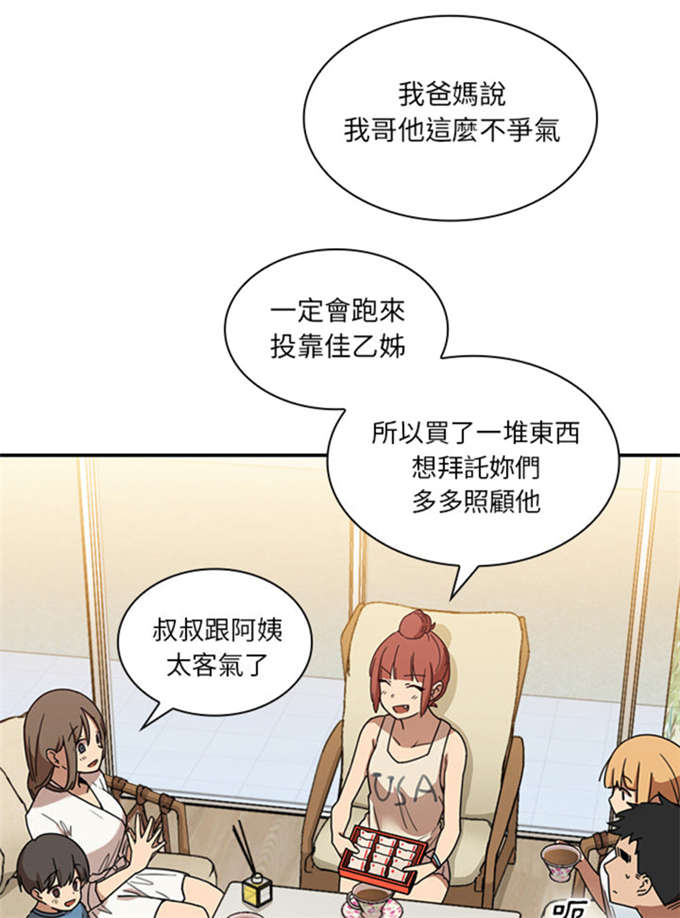 我爸媽說
我哥他這麼不爭氣
一定會跑來
投靠佳乙姊
所以買了一堆東西
想拜託妳們
多多照顧他
叔叔跟阿姨
太客氣了
USA